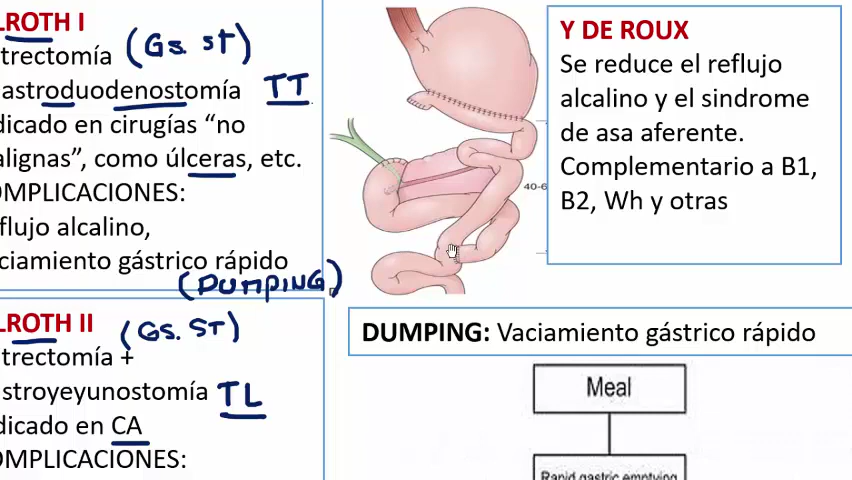 LROTH I
trectomía (Gs. ST)
astroduodenostomía TT
dicado en cirugías “no
alignas”, como úlceras, etc.
OMPLICACIONES:
flujo alcalino,
ciamiento gástrico rápido
(DUMPING)
LROTH II (Gs. ST)
trectomía +
stroyeyunostomía TL
dicado en CA
OMPLICACIONES:
40-6
Y DE ROUX
Se reduce el reflujo
alcalino y el sindrome
de asa aferente.
Complementario a B1,
B2, Wh y otras
DUMPING: Vaciamiento gástrico rápido
Meal
Rapid gastric emptying